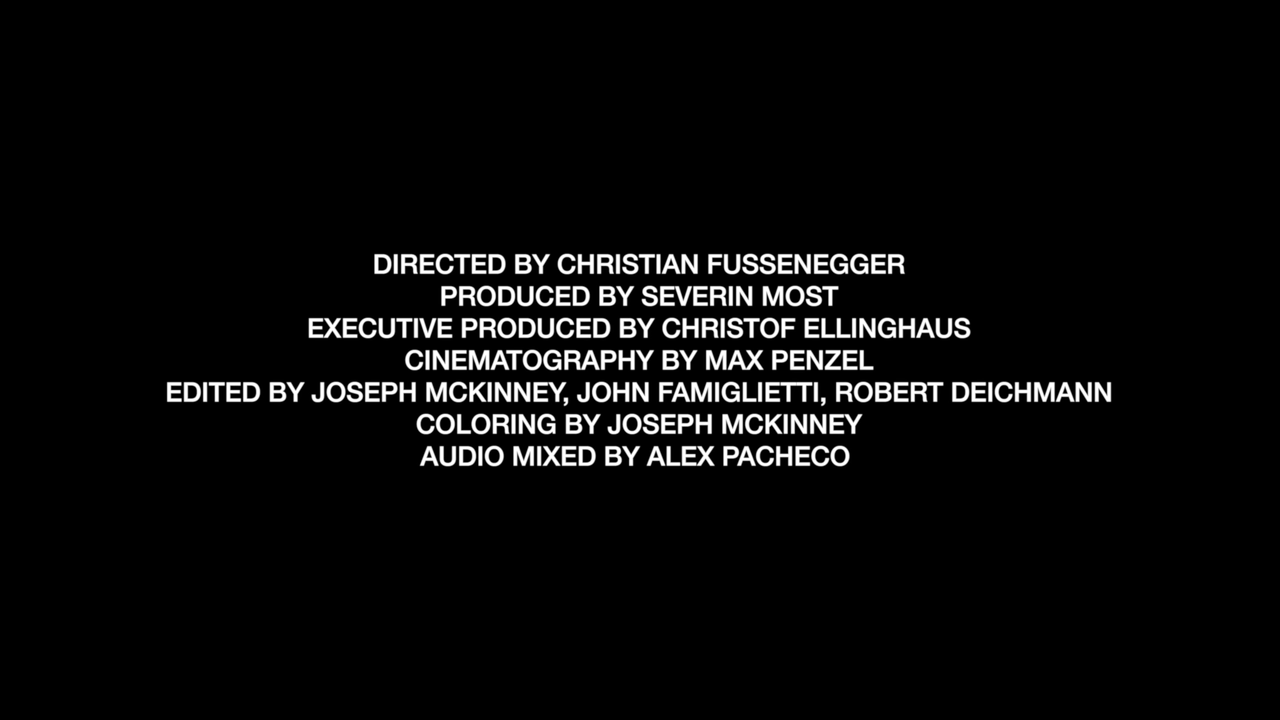 DIRECTED BY CHRISTIAN FUSSENEGGER
PRODUCED BY SEVERIN MOST
EXECUTIVE PRODUCED BY CHRISTOF ELLINGHAUS
CINEMATOGRAPHY BY MAX PENZEL
EDITED BY JOSEPH MCKINNEY, JOHN FAMIGLIETTI, ROBERT DEICHMANN
COLORING BY JOSEPH MCKINNEY
AUDIO MIXED BY ALEX PACHECO